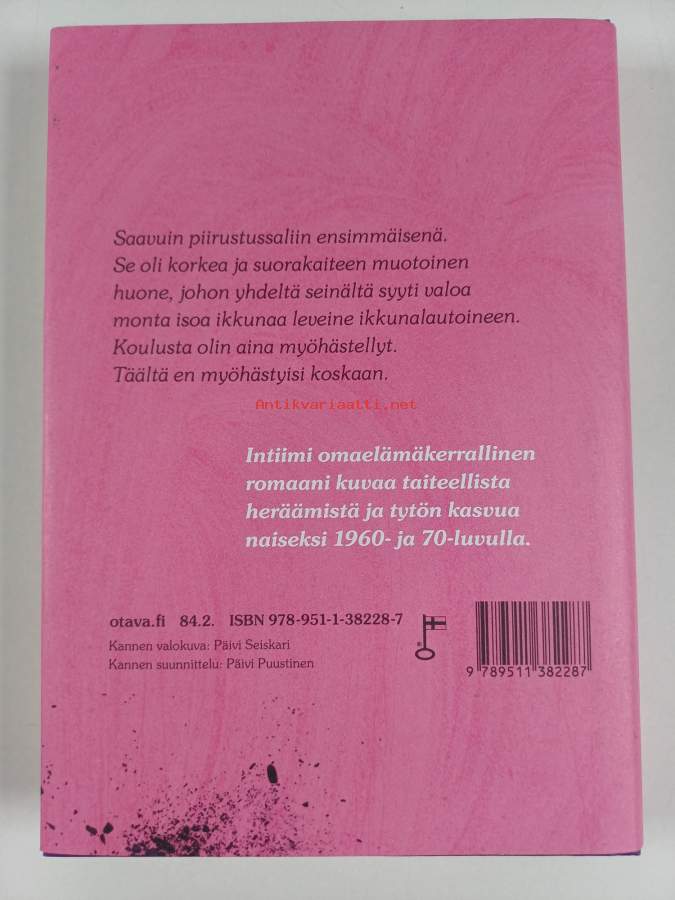 Saavuin piirustussaliin ensimmäisenä.
Se oli korkea ja suorakaiteen muotoinen
huone, johon yhdeltä seinältä syyti valoa
monta isoa ikkunaa leveine ikkunalautoineen.
Koulusta olin aina myöhästellyt.
Täältä en myöhästyisi koskaan.
Antikvariaatti.net
Intiimi omaelämäkerrallinen
romaani kuvaa taiteellista
heräämistä ja tytön kasvua
naiseksi 1960- ja 70-luvulla.
otava.fi 84.2. ISBN 978-951-1-38228-7
Kannen valokuva: Päivi Seiskari
Kannen suunnittelu: Päivi Puustinen
9 789511 382287